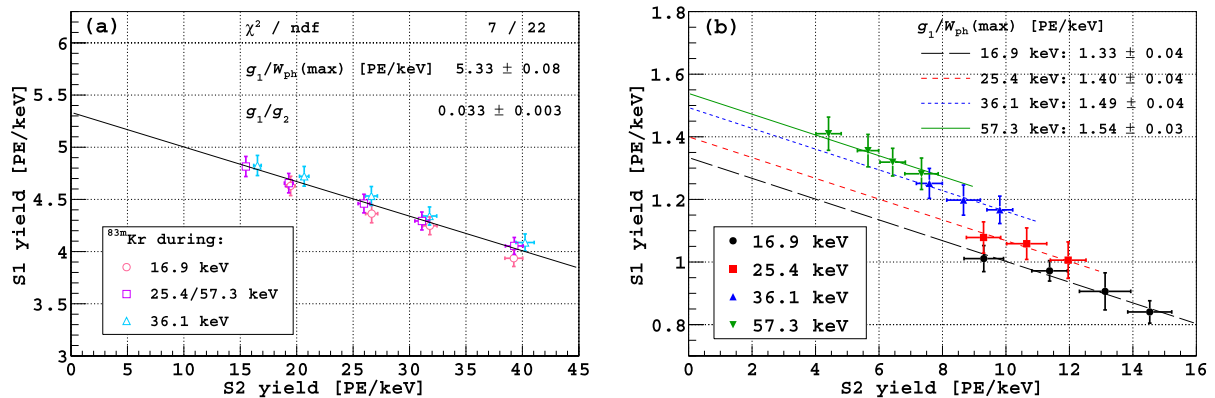 (a)
χ² / ndf 7 / 22
g₁/Wₚₕ(max) [PE/keV] 5.33 ± 0.08
g₁/g₂ 0.033 ± 0.003
S1 yield [PE/keV]
6
5.5
5
4.5
4
3.5
3
⁸³ᵐKr during:
16.9 keV
25.4/57.3 keV
36.1 keV
0 5 10 15 20 25 30 35 40 45
S2 yield [PE/keV]
(b)
g₁/Wₚₕ(max) [PE/keV]
16.9 keV: 1.33 ± 0.04
25.4 keV: 1.40 ± 0.04
36.1 keV: 1.49 ± 0.04
57.3 keV: 1.54 ± 0.03
S1 yield [PE/keV]
1.8
1.6
1.4
1.2
1
0.8
16.9 keV
25.4 keV
36.1 keV
57.3 keV
0 2 4 6 8 10 12 14 16
S2 yield [PE/keV]